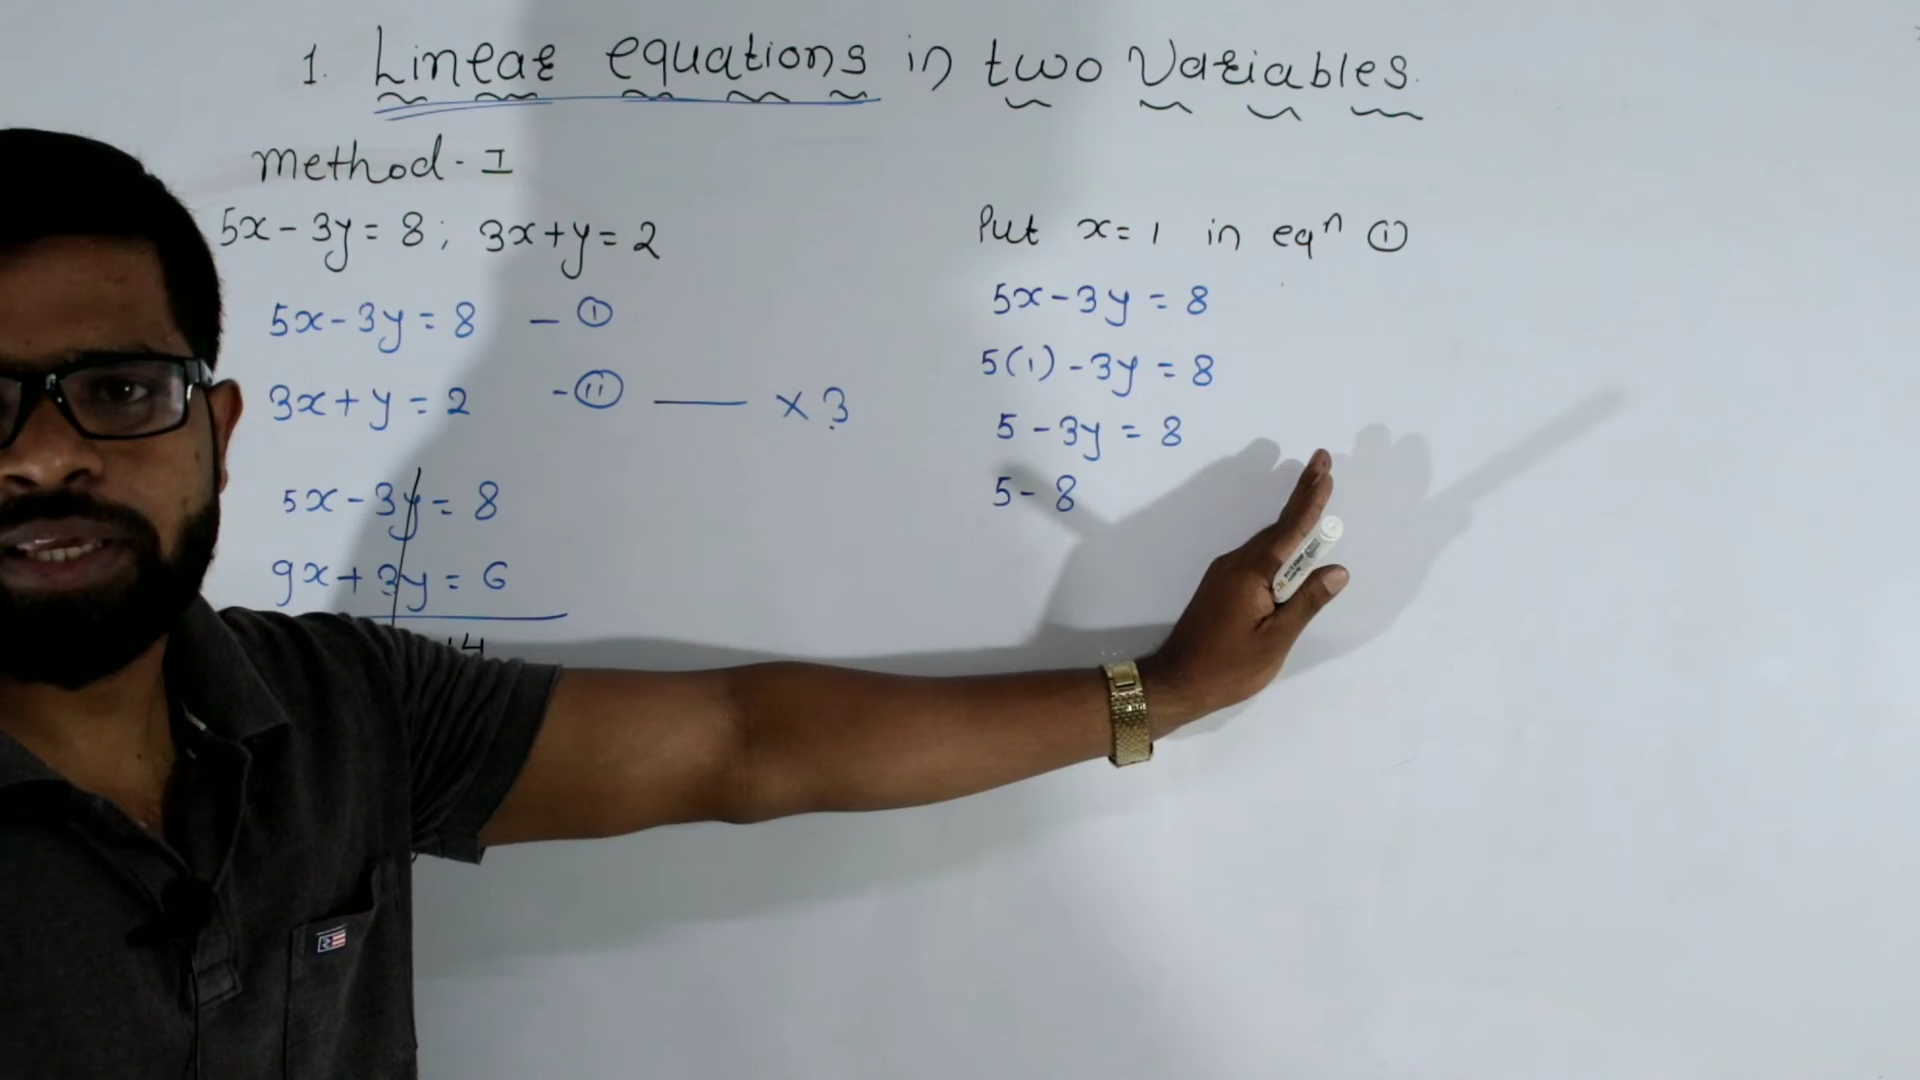 1. Linear equations in two Variables.
Method - I
5x - 3y = 8 ; 3x + y = 2
5x - 3y = 8 — ①
3x + y = 2 - ⑪ —— × 3
5x - 3y = 8
9x + 3y = 6
14
Put x = 1 in eqⁿ ①
5x - 3y = 8
5(1) - 3y = 8
5 - 3y = 8
5 - 8